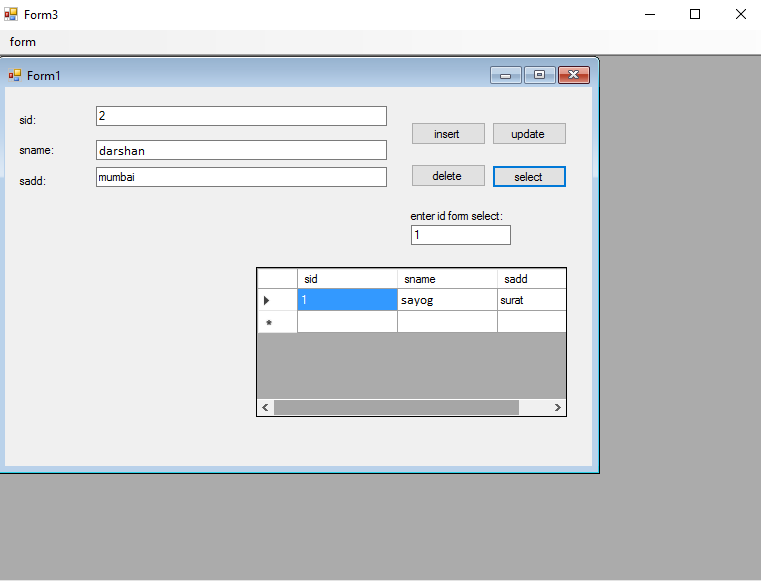 Form3
form
Form1
sid: 2
insert update
sname: darshan
sadd: mumbai
delete select
enter id form select:
1
sid sname sadd
1 sayog surat
*